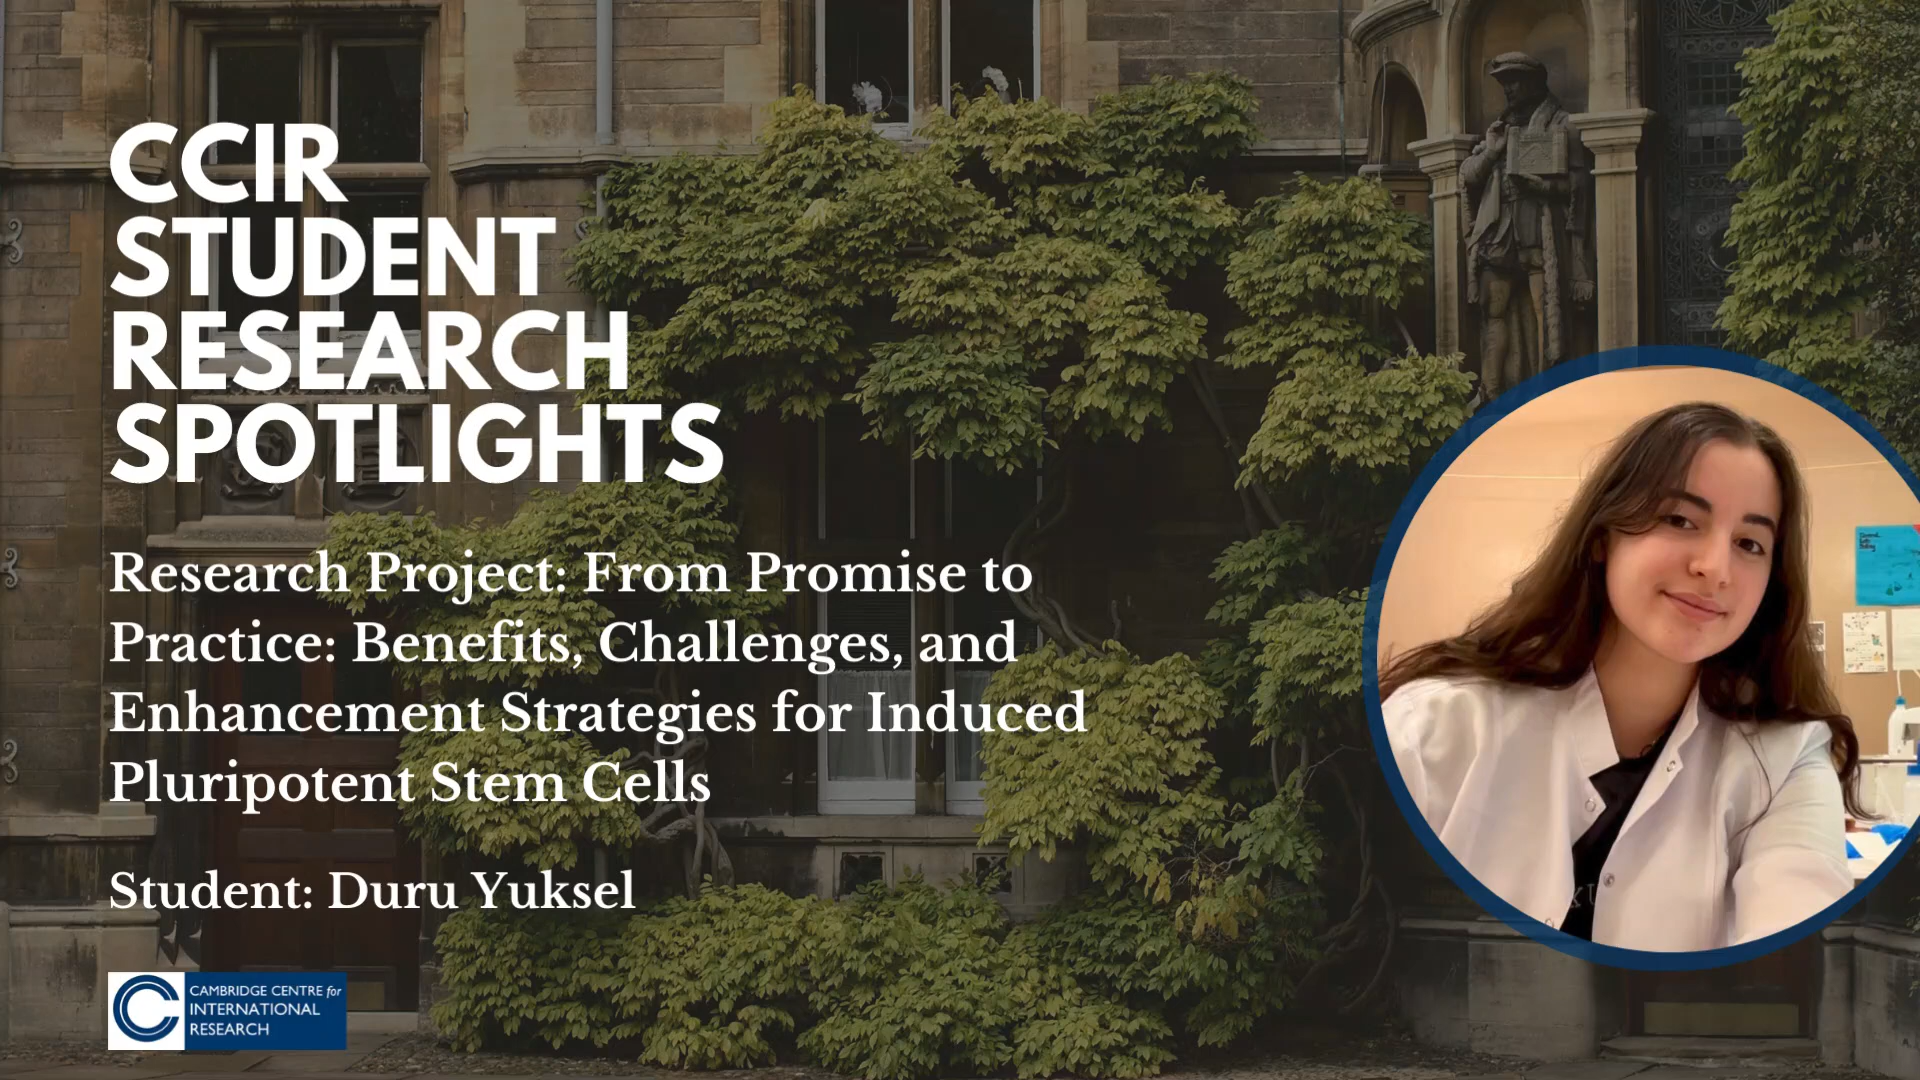 CCIR
STUDENT
RESEARCH
SPOTLIGHTS
Research Project: From Promise to
Practice: Benefits, Challenges, and
Enhancement Strategies for Induced
Pluripotent Stem Cells
Student: Duru Yuksel
CAMBRIDGE CENTRE for
INTERNATIONAL
RESEARCH